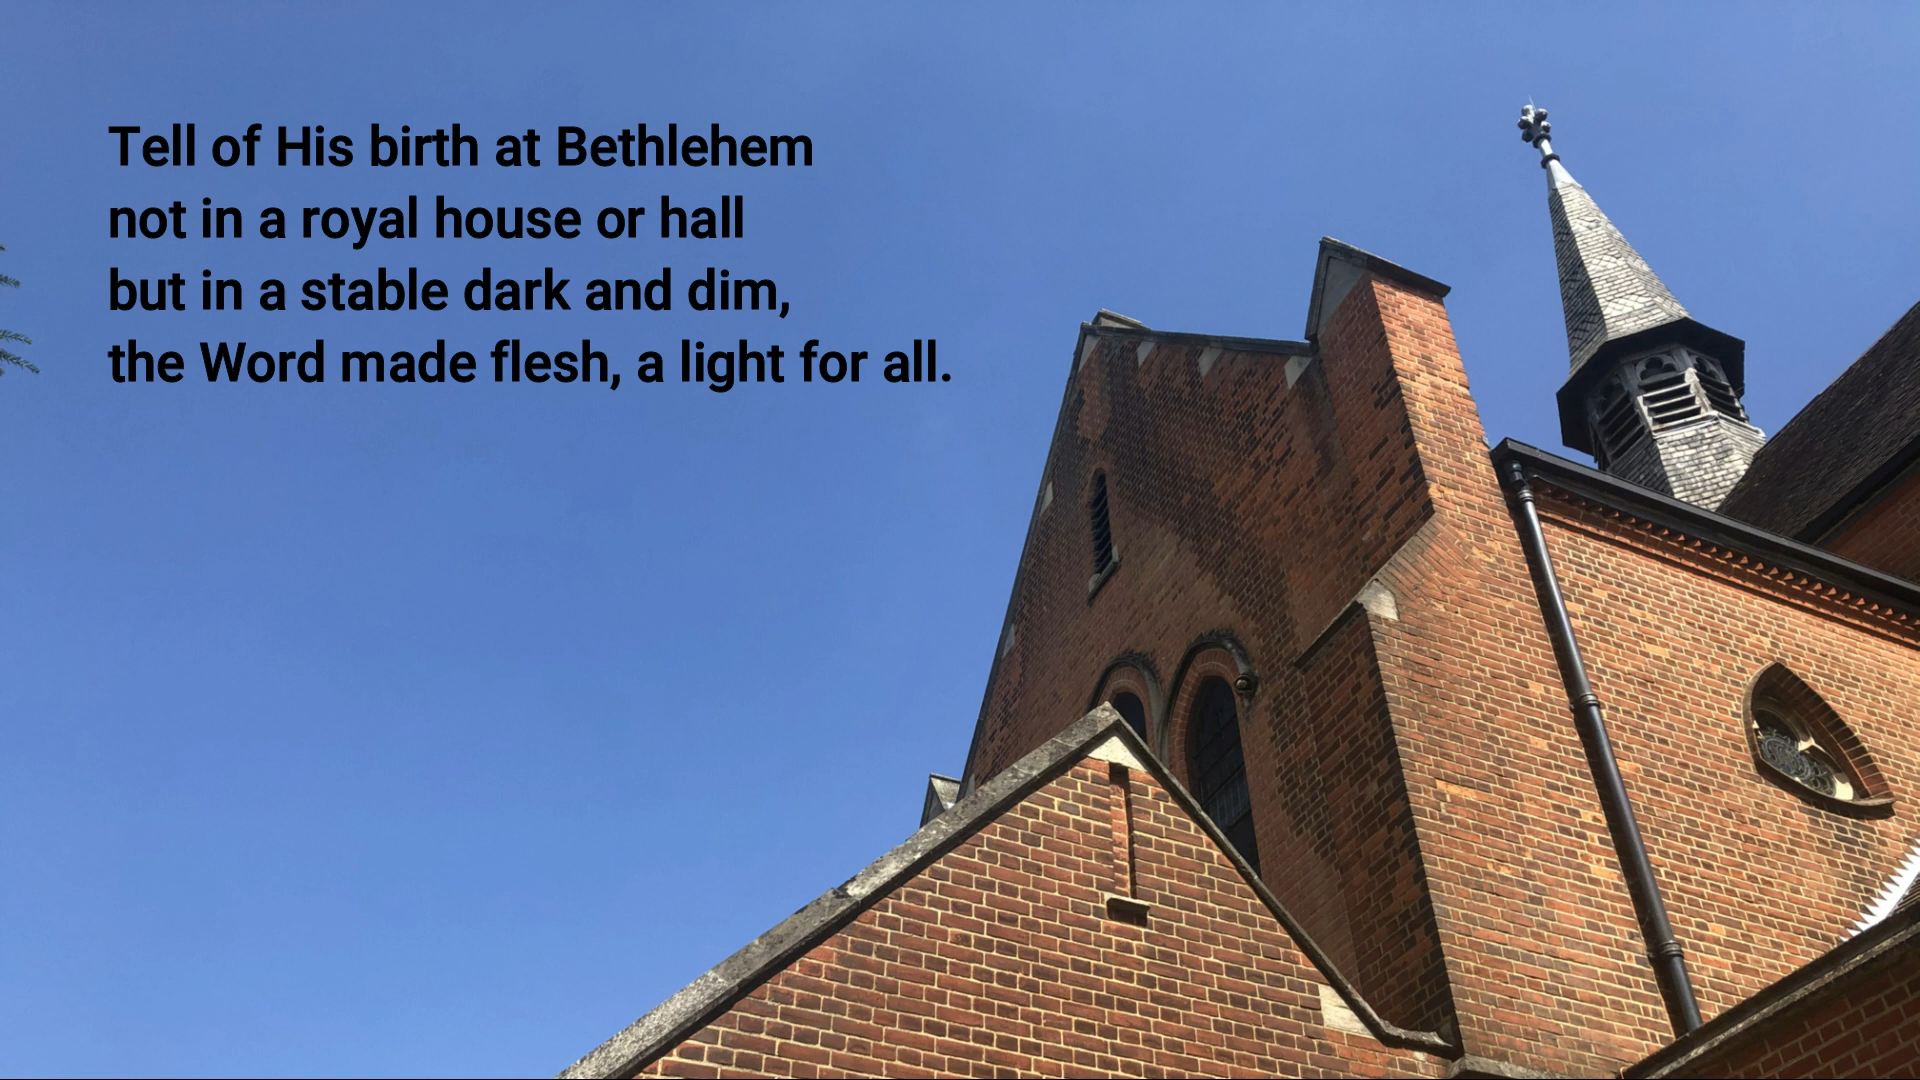 Tell of His birth at Bethlehem
not in a royal house or hall
but in a stable dark and dim,
the Word made flesh, a light for all.